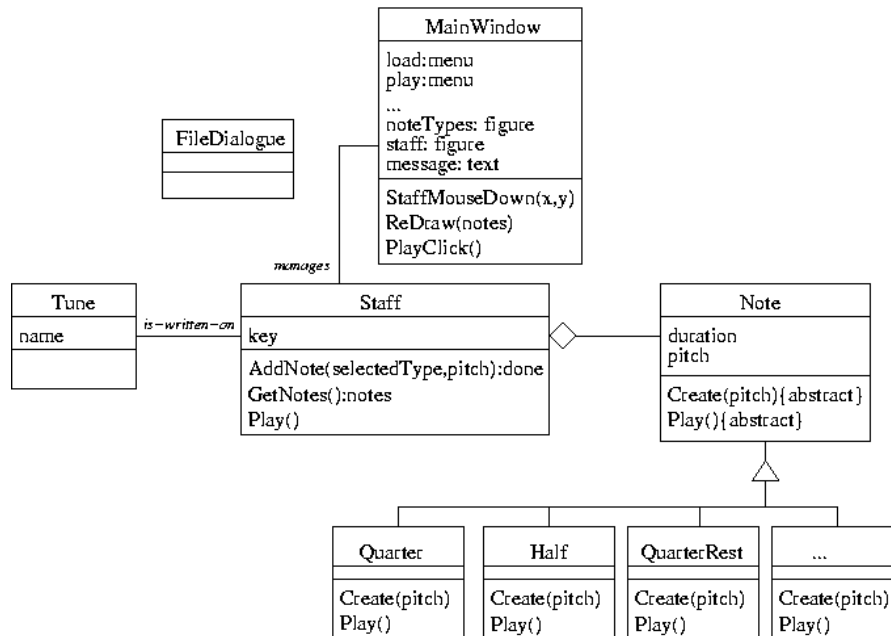 MainWindow
load:menu
play:menu
...
noteTypes: figure
staff: figure
message: text
StaffMouseDown(x,y)
ReDraw(notes)
PlayClick()
FileDialogue
manages
Tune
name
is-written-on
Staff
key
AddNote(selectedType,pitch):done
GetNotes():notes
Play()
Note
duration
pitch
Create(pitch){abstract}
Play(){abstract}
Quarter
Create(pitch)
Play()
Half
Create(pitch)
Play()
QuarterRest
Create(pitch)
Play()
...
Create(pitch)
Play()